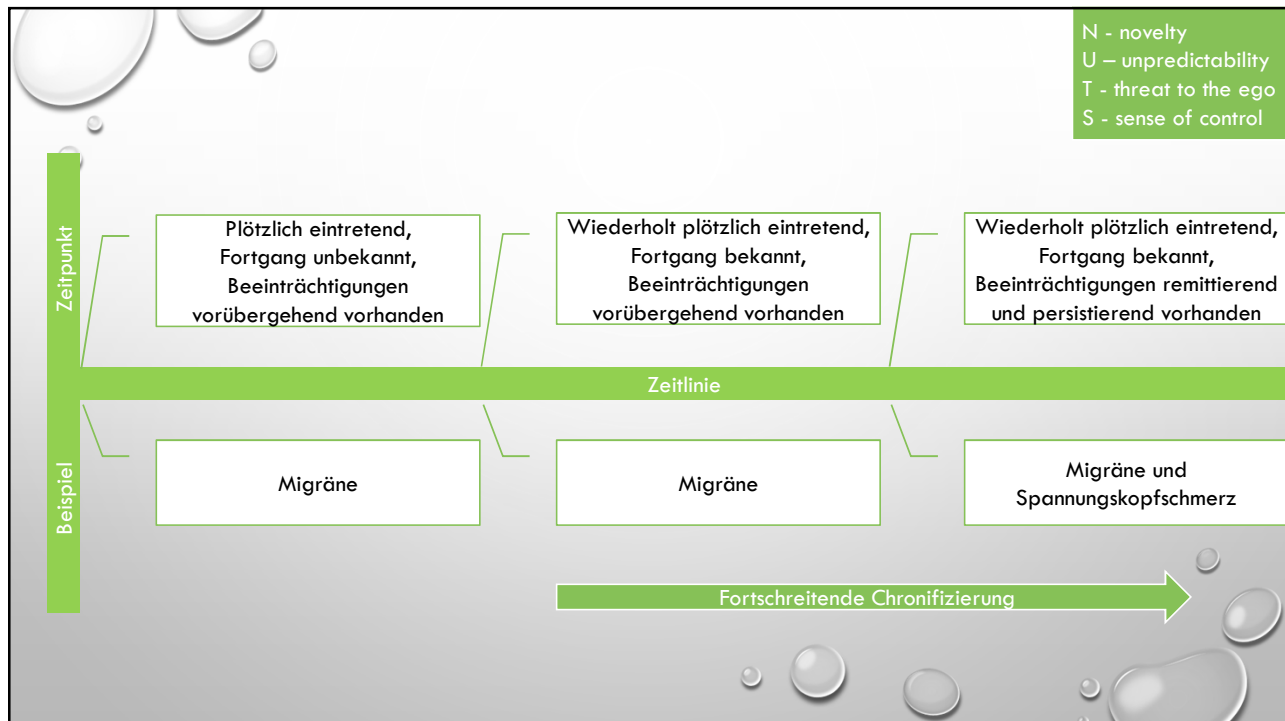 N - novelty
U – unpredictability
T - threat to the ego
S - sense of control
Zeitpunkt
Plötzlich eintretend,
Fortgang unbekannt,
Beeinträchtigungen
vorübergehend vorhanden
Wiederholt plötzlich eintretend,
Fortgang bekannt,
Beeinträchtigungen
vorübergehend vorhanden
Wiederholt plötzlich eintretend,
Fortgang bekannt,
Beeinträchtigungen remittierend
und persistierend vorhanden
Zeitlinie
Beispiel
Migräne
Migräne
Migräne und
Spannungskopfschmerz
Fortschreitende Chronifizierung